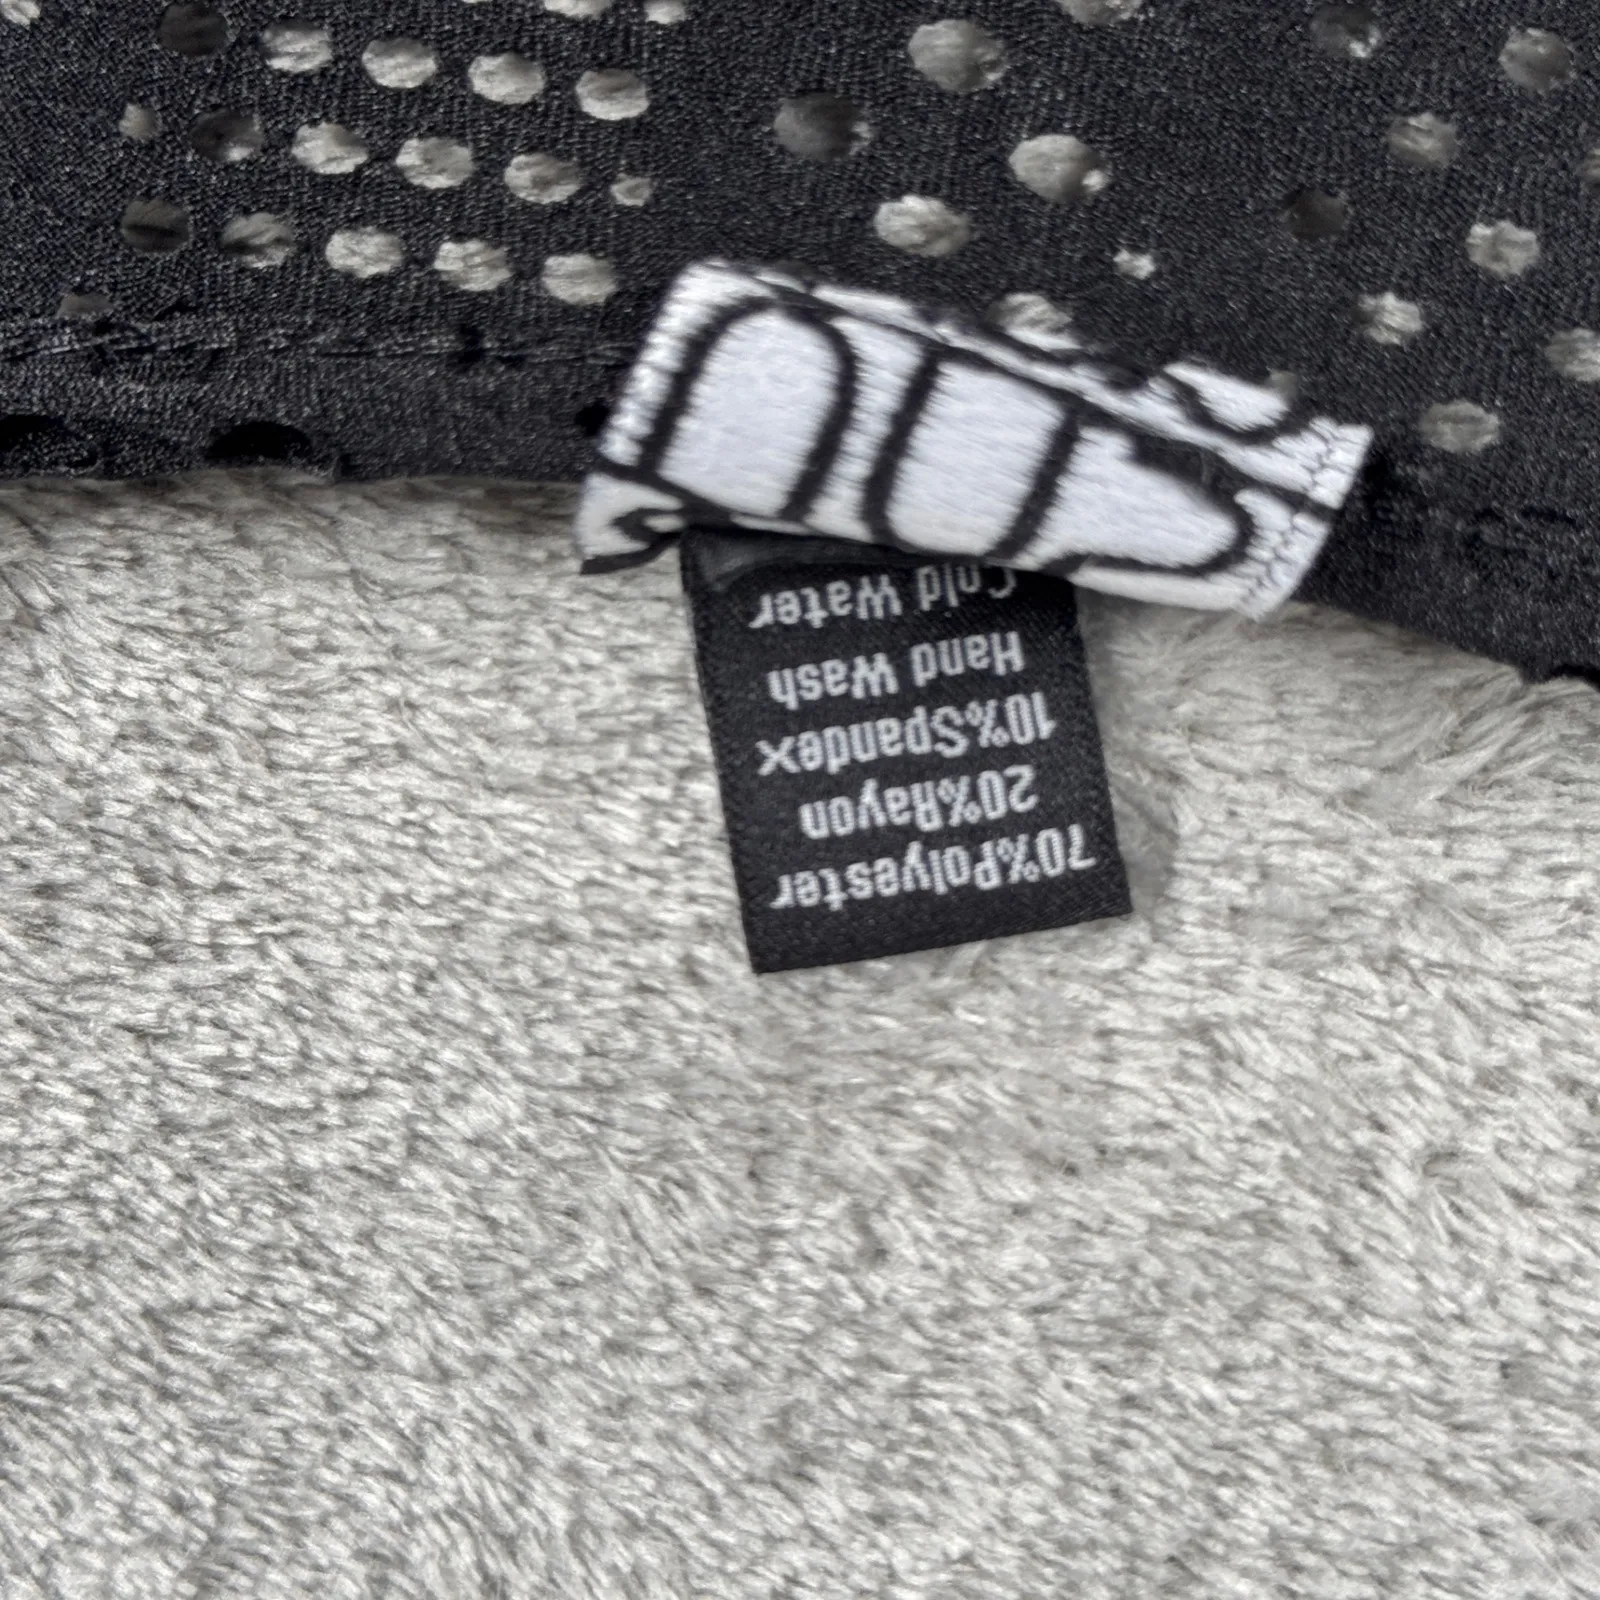 70%Polyester
20%Rayon
10%Spandex
Hand Wash
Cold Water